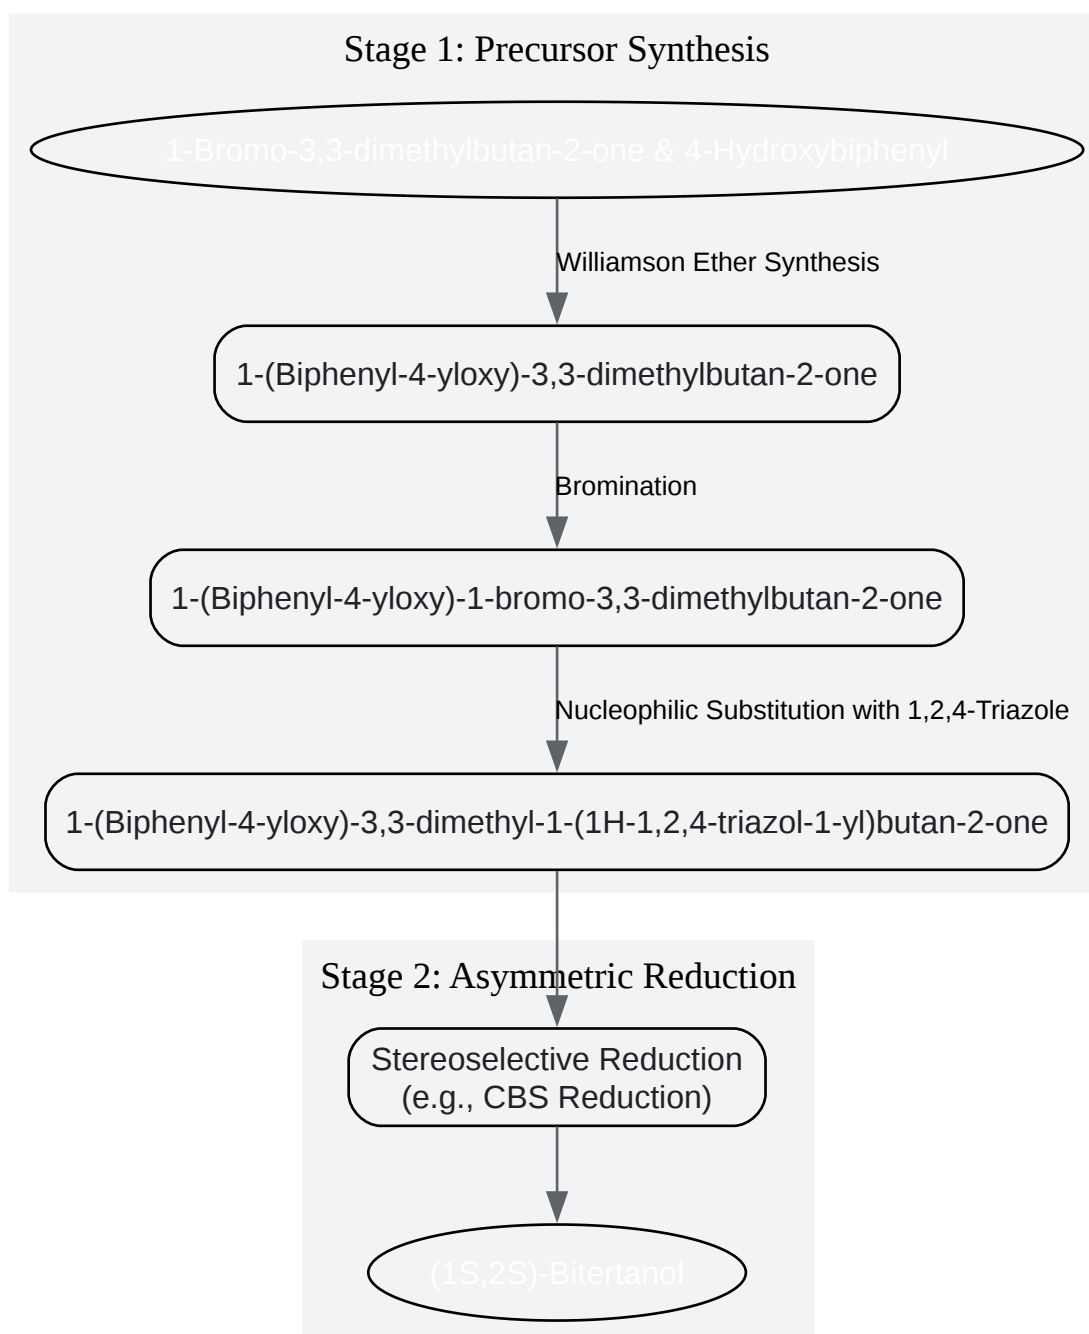 Stage 1: Precursor Synthesis
1-Bromo-3,3-dimethylbutan-2-one & 4-Hydroxybiphenyl
Williamson Ether Synthesis
1-(Biphenyl-4-yloxy)-3,3-dimethylbutan-2-one
Bromination
1-(Biphenyl-4-yloxy)-1-bromo-3,3-dimethylbutan-2-one
Nucleophilic Substitution with 1,2,4-Triazole
1-(Biphenyl-4-yloxy)-3,3-dimethyl-1-(1H-1,2,4-triazol-1-yl)butan-2-one
Stage 2: Asymmetric Reduction
Stereoselective Reduction
(e.g., CBS Reduction)
(1S,2S)-Bitertanol